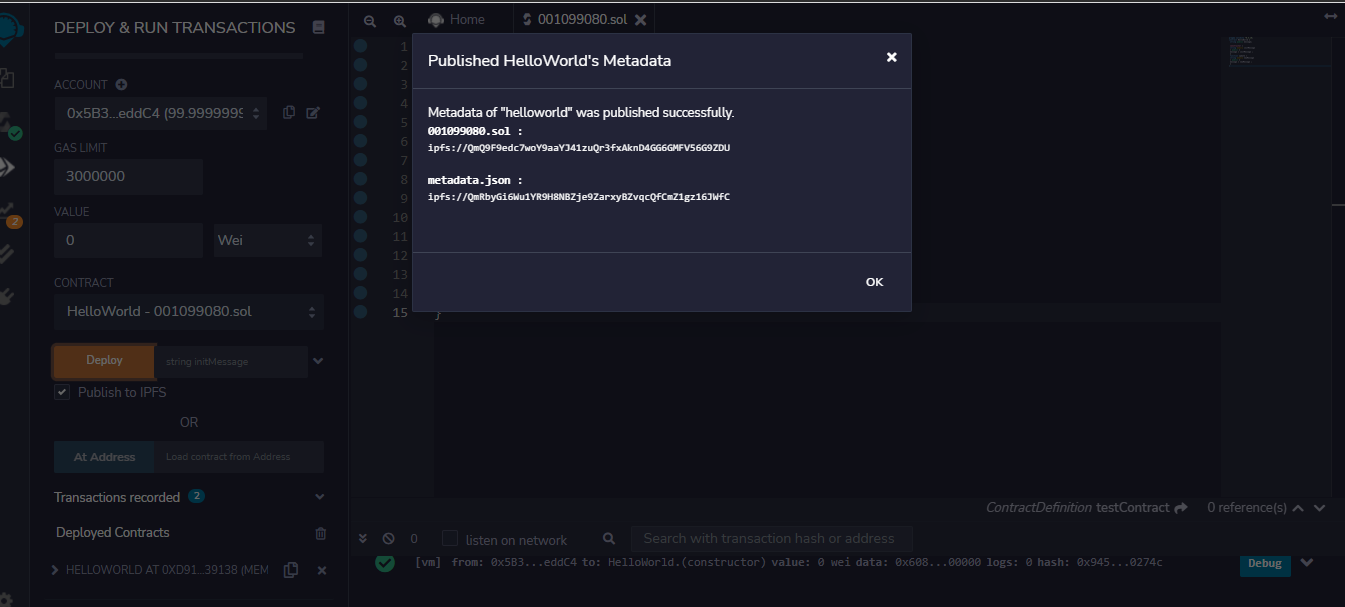 DEPLOY & RUN TRANSACTIONS
Home
001099080.sol
ACCOUNT
0x5B3...eddC4 (99.9999999
GAS LIMIT
3000000
VALUE
0
Wei
CONTRACT
HelloWorld - 001099080.sol
Deploy
string initMessage
Publish to IPFS
OR
At Address
Load contract from Address
Transactions recorded
2
Deployed Contracts
HELLOWORLD AT 0XD91...39138 (MEM
2
1
2
3
4
5
6
7
8
9
10
11
12
13
14
15
}
Published HelloWorld's Metadata
Metadata of "helloworld" was published successfully.
001099080.sol :
ipfs://QmQ9F9edc7woY9aaYJ41zuQr3fxAknD4GG6GMFV56G9ZDU
metadata.json :
ipfs://QmRbyGi6Wu1YR9H8NBZje9ZarxyBZvqcQfCmZ1gz16JWfC
OK
ContractDefinition testContract
0 reference(s)
0
listen on network
Search with transaction hash or address
[vm] from: 0x5B3...eddC4 to: HelloWorld.(constructor) value: 0 wei data: 0x608...00000 logs: 0 hash: 0x945...0274c
Debug